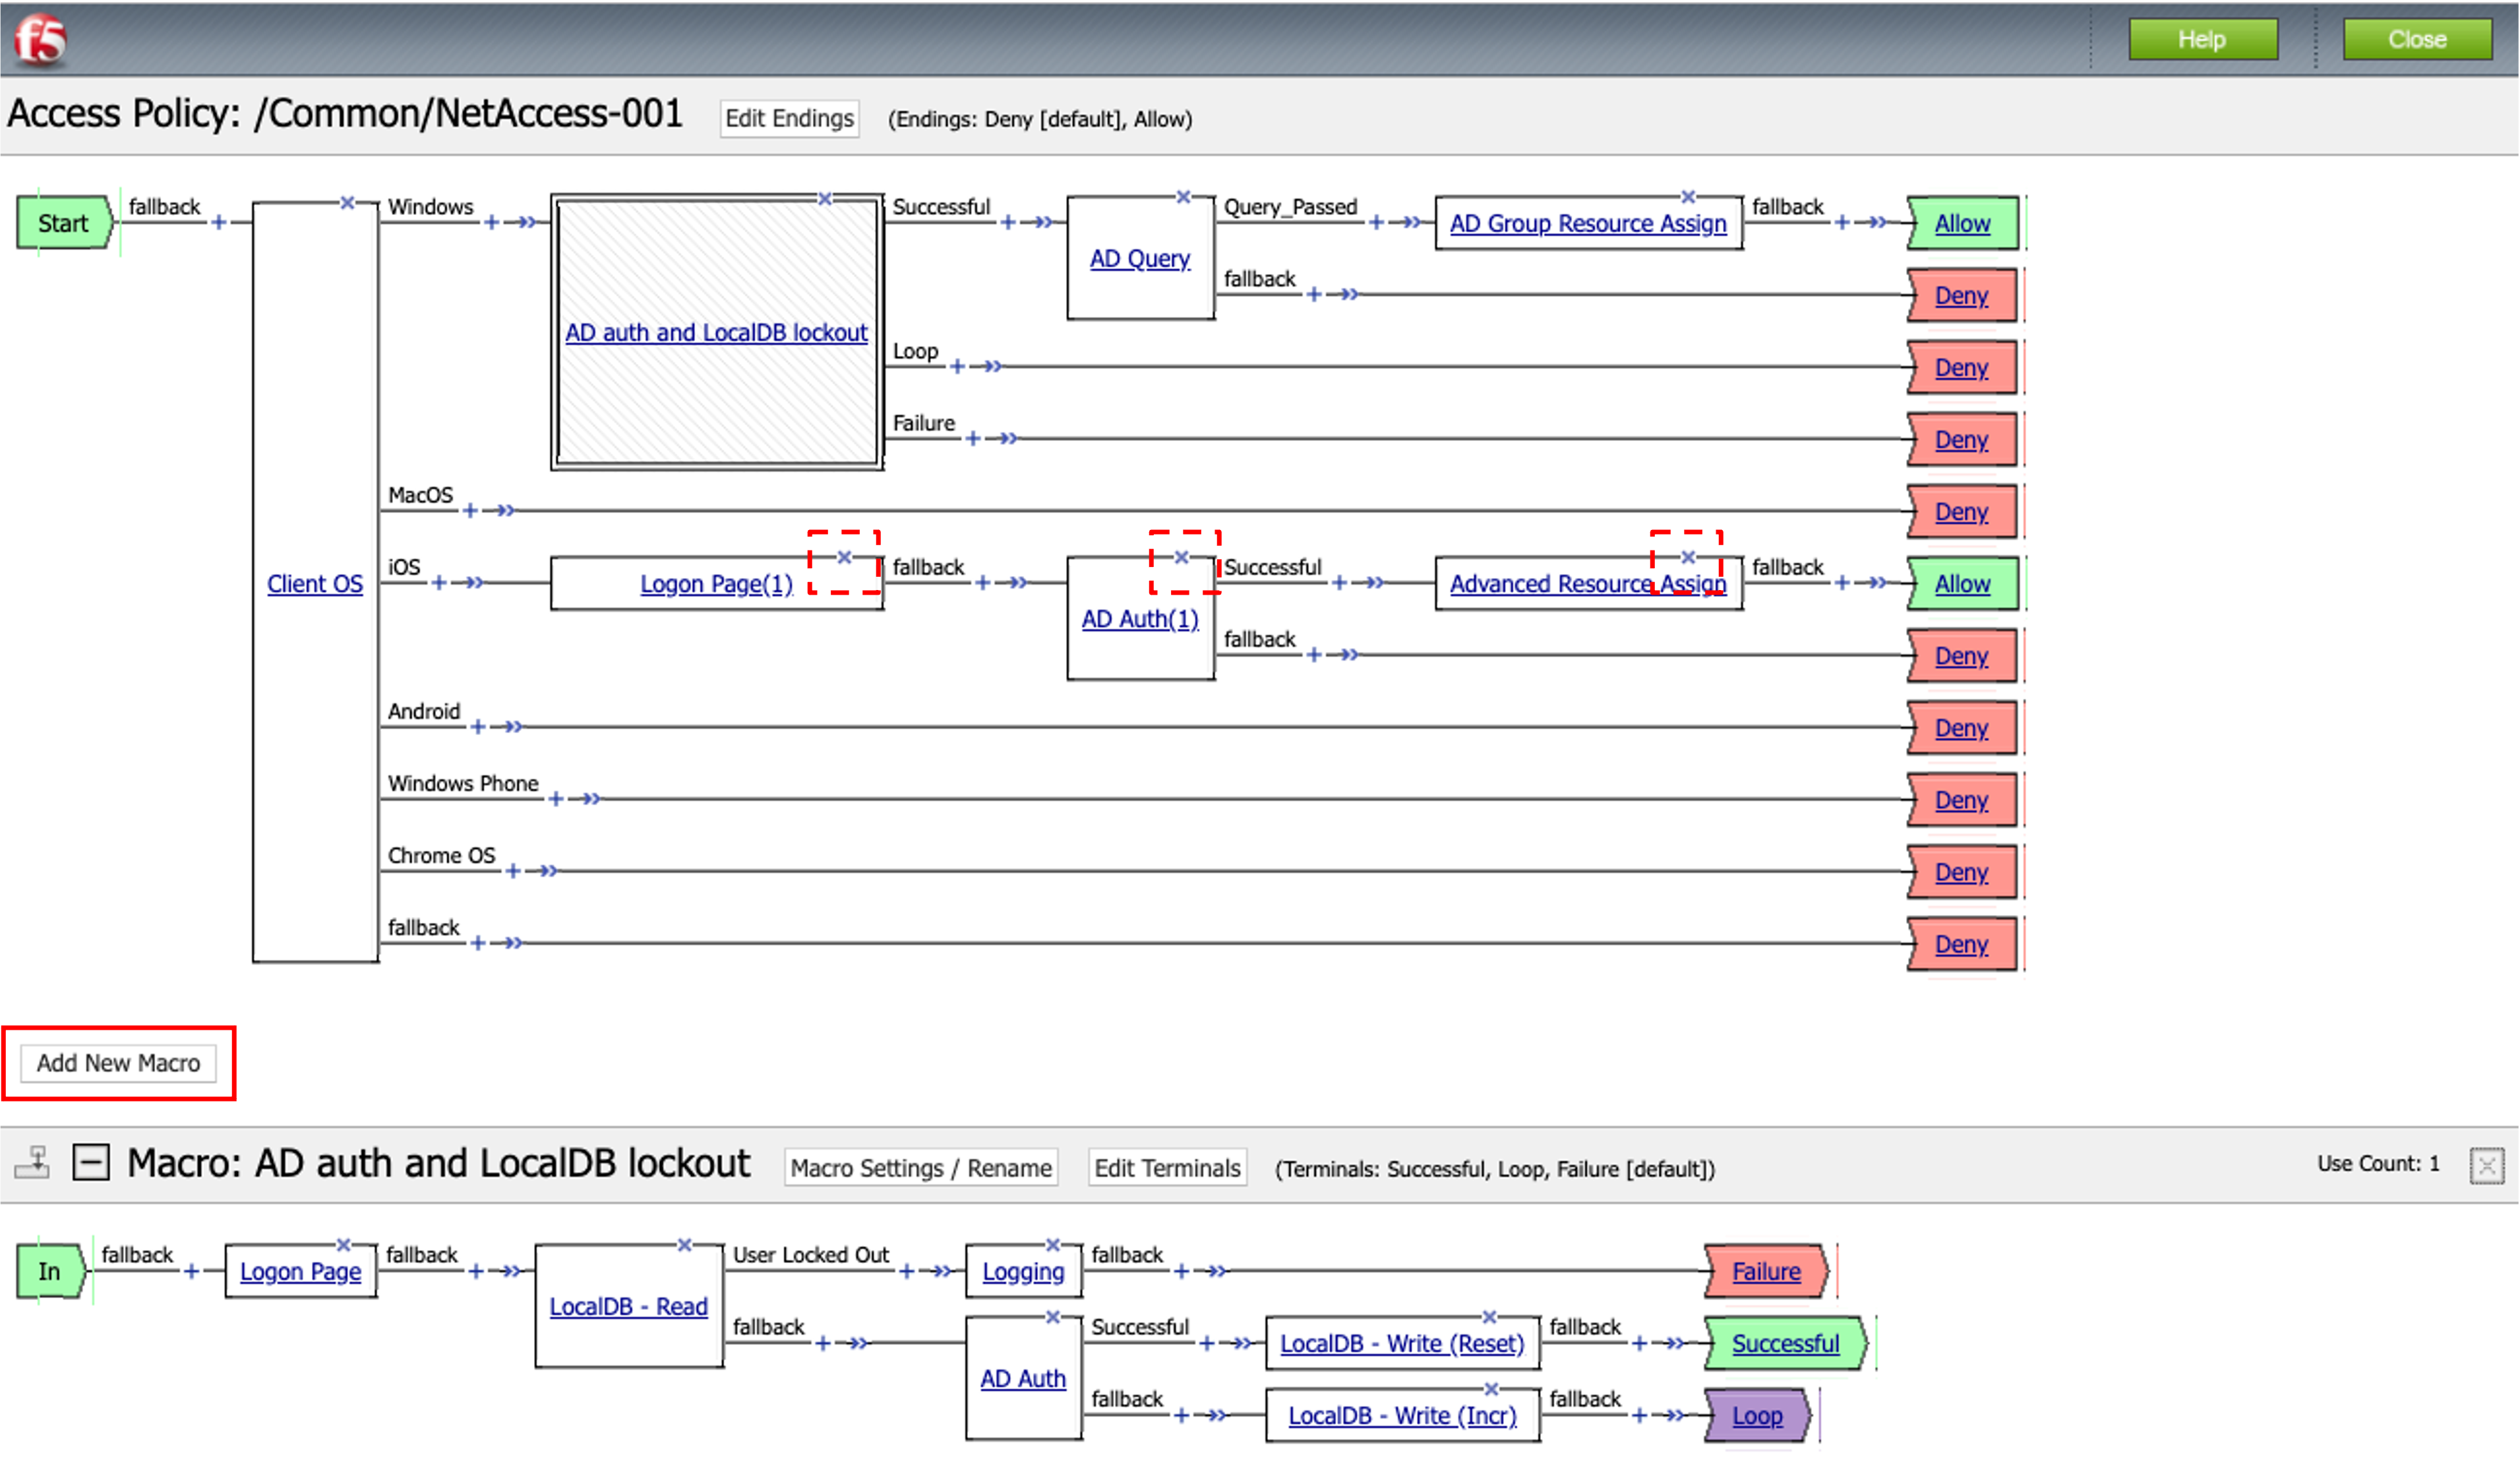 f5
Help
Close
Access Policy: /Common/NetAccess-001
Edit Endings
(Endings: Deny [default], Allow)
Start
fallback
Windows
Successful
Query_Passed
AD Group Resource Assign
fallback
Allow
AD Query
fallback
Deny
AD auth and LocalDB lockout
Loop
Deny
Failure
Deny
MacOS
Deny
Client OS
iOS
Logon Page(1)
fallback
Successful
Advanced Resource Assign
fallback
Allow
AD Auth(1)
fallback
Deny
Android
Deny
Windows Phone
Deny
Chrome OS
Deny
fallback
Deny
Add New Macro
Macro: AD auth and LocalDB lockout
Macro Settings / Rename
Edit Terminals
(Terminals: Successful, Loop, Failure [default])
Use Count: 1
In
fallback
Logon Page
fallback
User Locked Out
Logging
fallback
Failure
LocalDB - Read
fallback
Successful
LocalDB - Write (Reset)
fallback
Successful
AD Auth
fallback
LocalDB - Write (Incr)
fallback
Loop